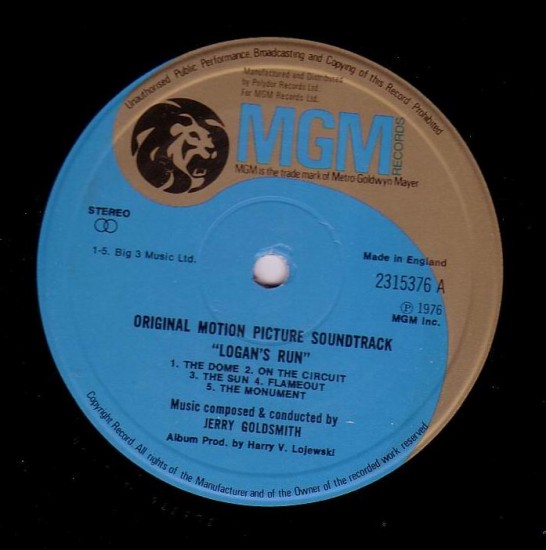 Unauthorised Public Performance, Broadcasting and Copying of this Record Prohibited
Manufactured and Distributed
by Polydor Records Ltd.
For MGM Records Ltd.
MGM
RECORDS
MGM is the trade mark of Metro Goldwyn Mayer
STEREO
1-5. Big 3 Music Ltd.
Made in England
2315376 A
Ⓟ 1976
MGM Inc.
ORIGINAL MOTION PICTURE SOUNDTRACK
"LOGAN'S RUN"
1. THE DOME 2. ON THE CIRCUIT
3. THE SUN 4. FLAMEOUT
5. THE MONUMENT
Music composed & conducted by
JERRY GOLDSMITH
Album Prod. by Harry V. Lojewski
Copyright Record. All rights of the Manufacturer and of the Owner of the recorded work reserved.